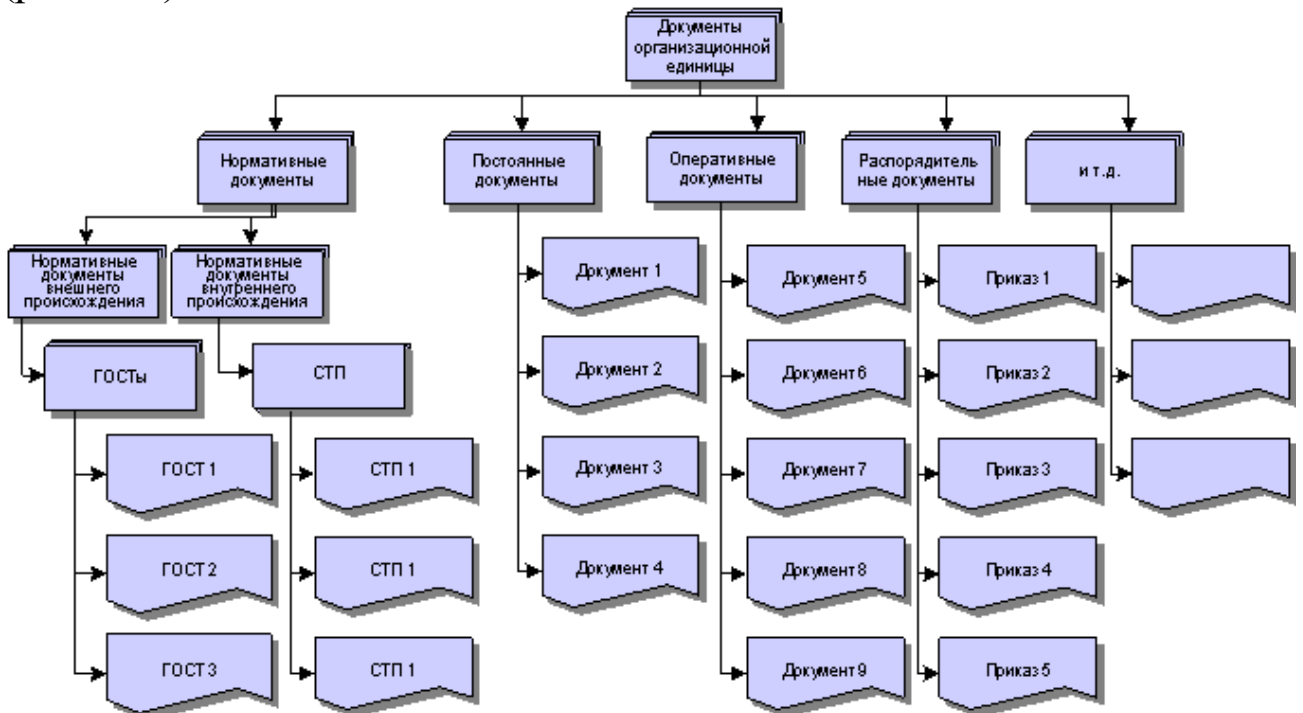 Документы
организационной
единицы
Нормативные
документы
Постоянные
документы
Оперативные
документы
Распорядитель
ные документы
и т.д.
Нормативные
документы
внешнего
происхождения
Нормативные
документы
внутреннего
происхождения
ГОСТы
СТП
ГОСТ 1
ГОСТ 2
ГОСТ 3
СТП 1
СТП 1
СТП 1
Документ 1
Документ 2
Документ 3
Документ 4
Документ 5
Документ 6
Документ 7
Документ 8
Документ 9
Приказ 1
Приказ 2
Приказ 3
Приказ 4
Приказ 5